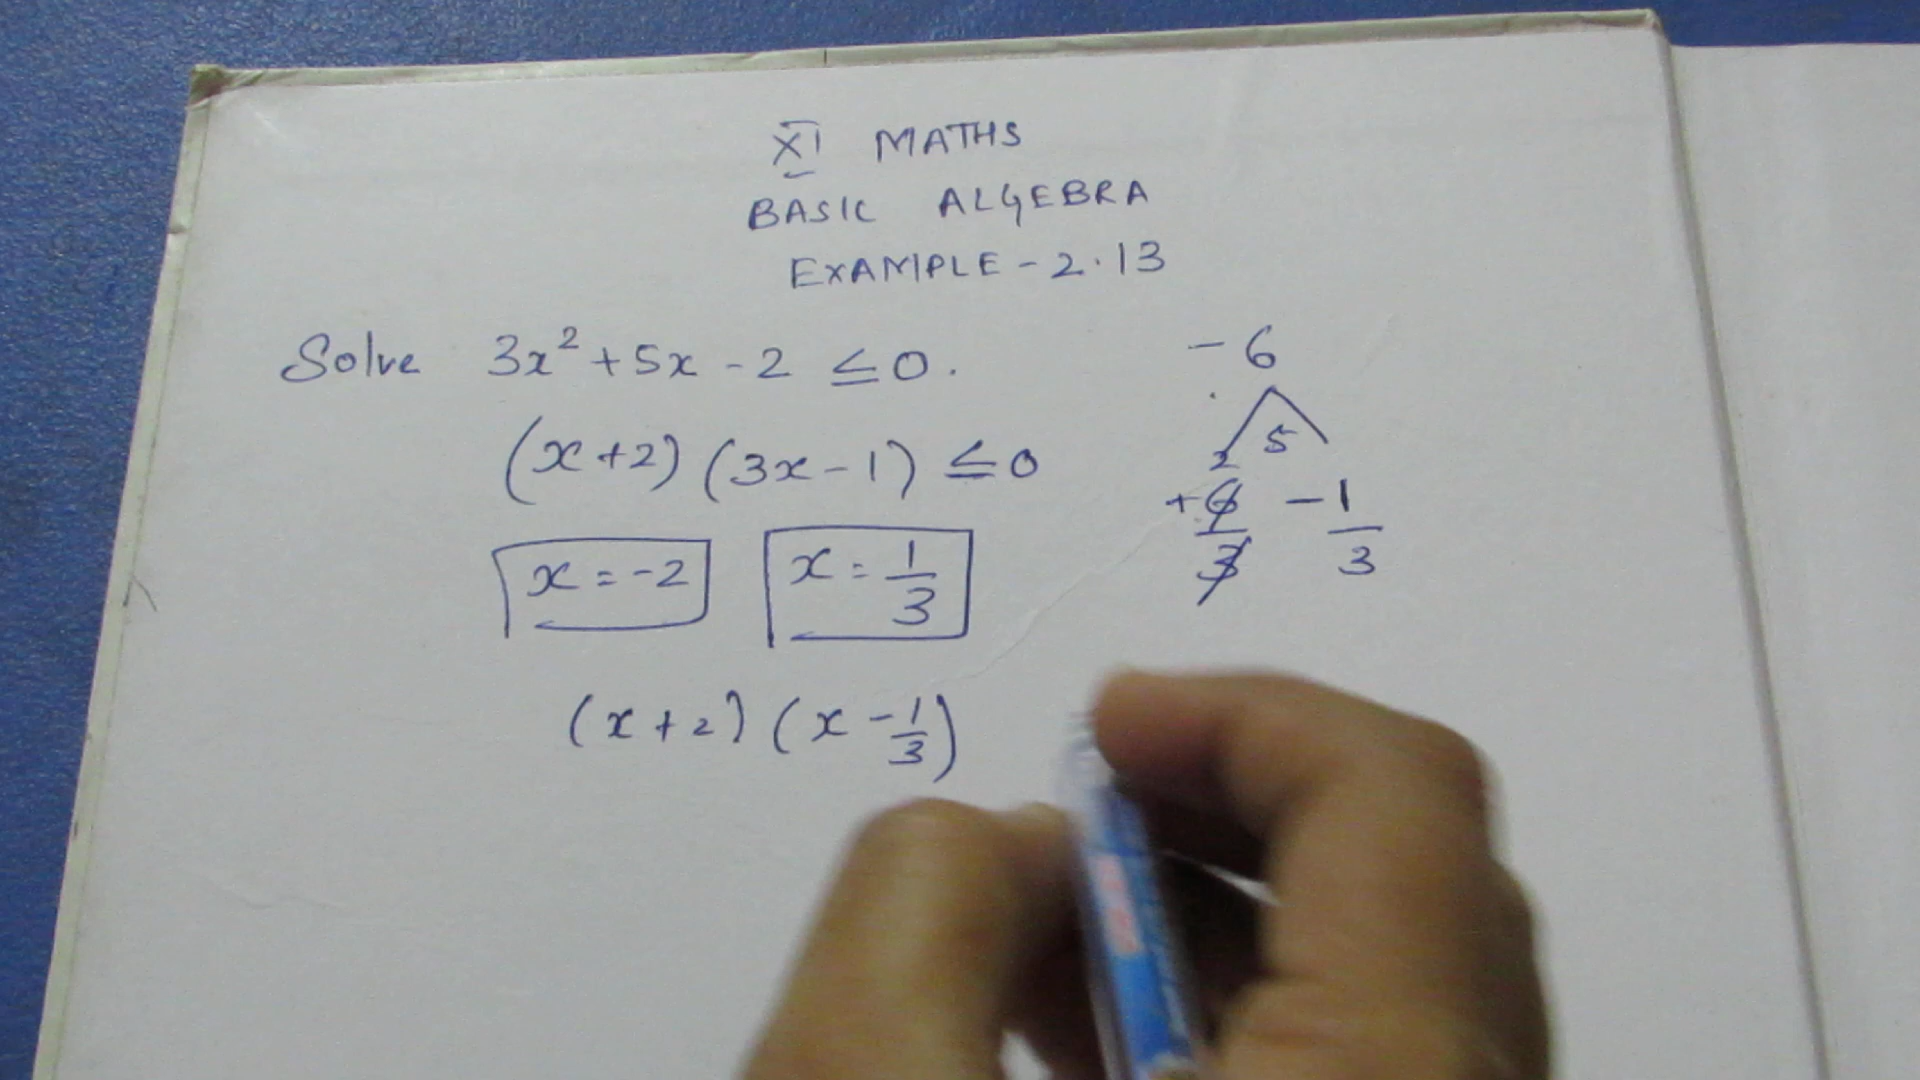 XI MATHS
BASIC ALGEBRA
EXAMPLE - 2.13
Solve 3x² + 5x - 2 ≤ 0.
(x+2) (3x-1) ≤ 0
x = -2 x = 1/3
(x+2) (x - 1/3)
-6
5
2
+6/3 -1/3